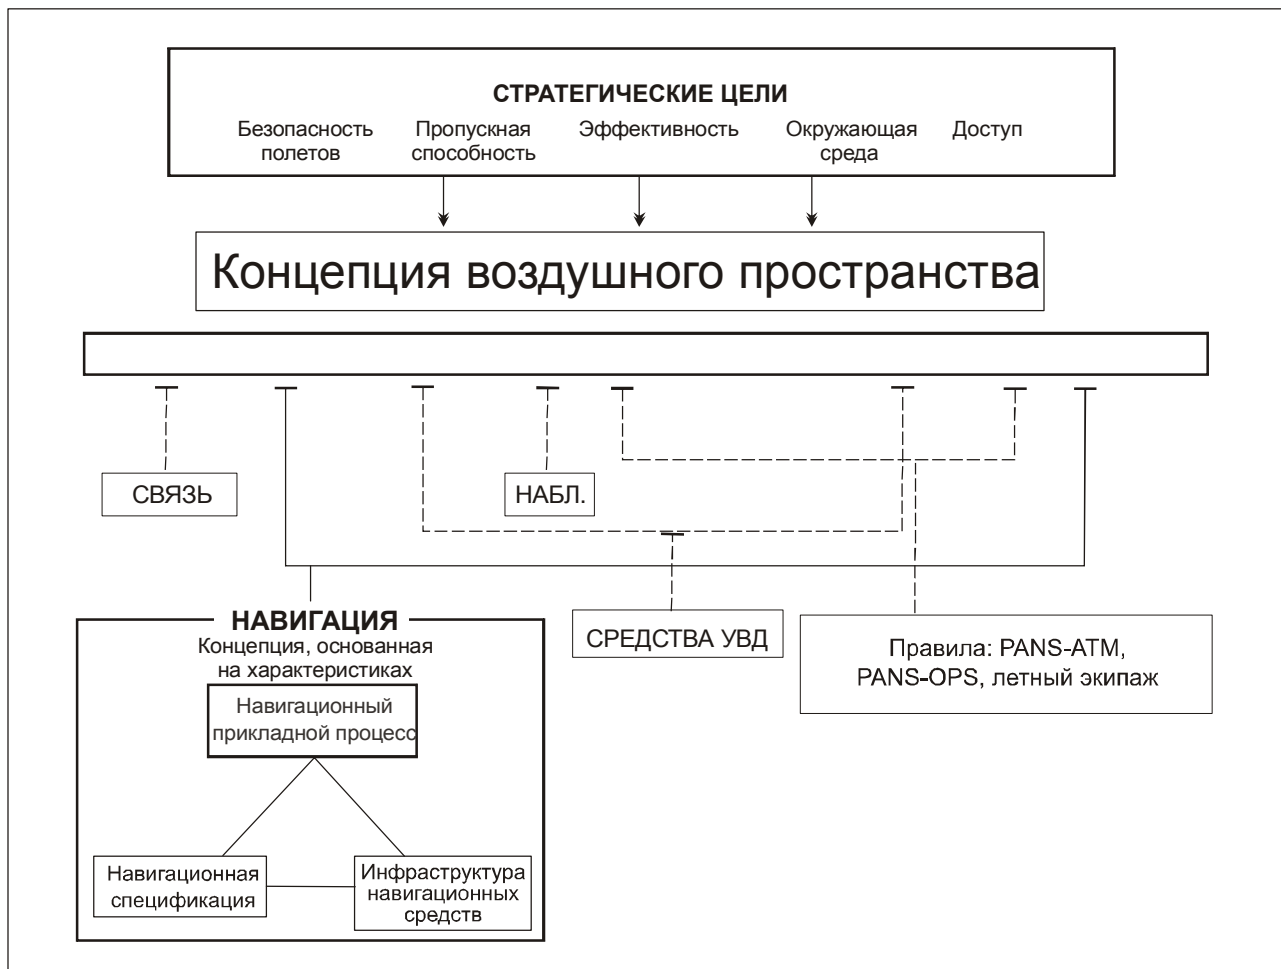 СТРАТЕГИЧЕСКИЕ ЦЕЛИ
Безопасность полетов
Пропускная способность
Эффективность
Окружающая среда
Доступ
Концепция воздушного пространства
СВЯЗЬ
НАБЛ.
НАВИГАЦИЯ
Концепция, основанная
на характеристиках
Навигационный
прикладной процесс
Навигационная
спецификация
Инфраструктура
навигационных
средств
СРЕДСТВА УВД
Правила: PANS-ATM,
PANS-OPS, летный экипаж